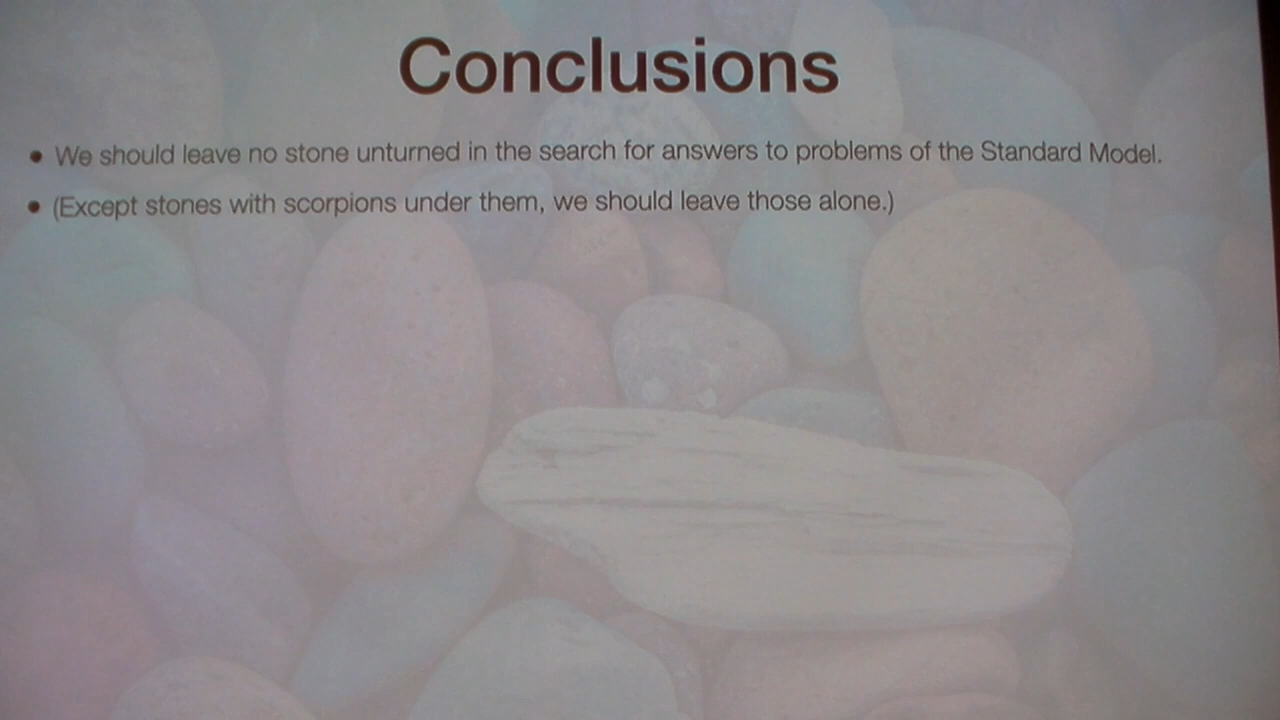 Conclusions
• We should leave no stone unturned in the search for answers to problems of the Standard Model.
• (Except stones with scorpions under them, we should leave those alone.)